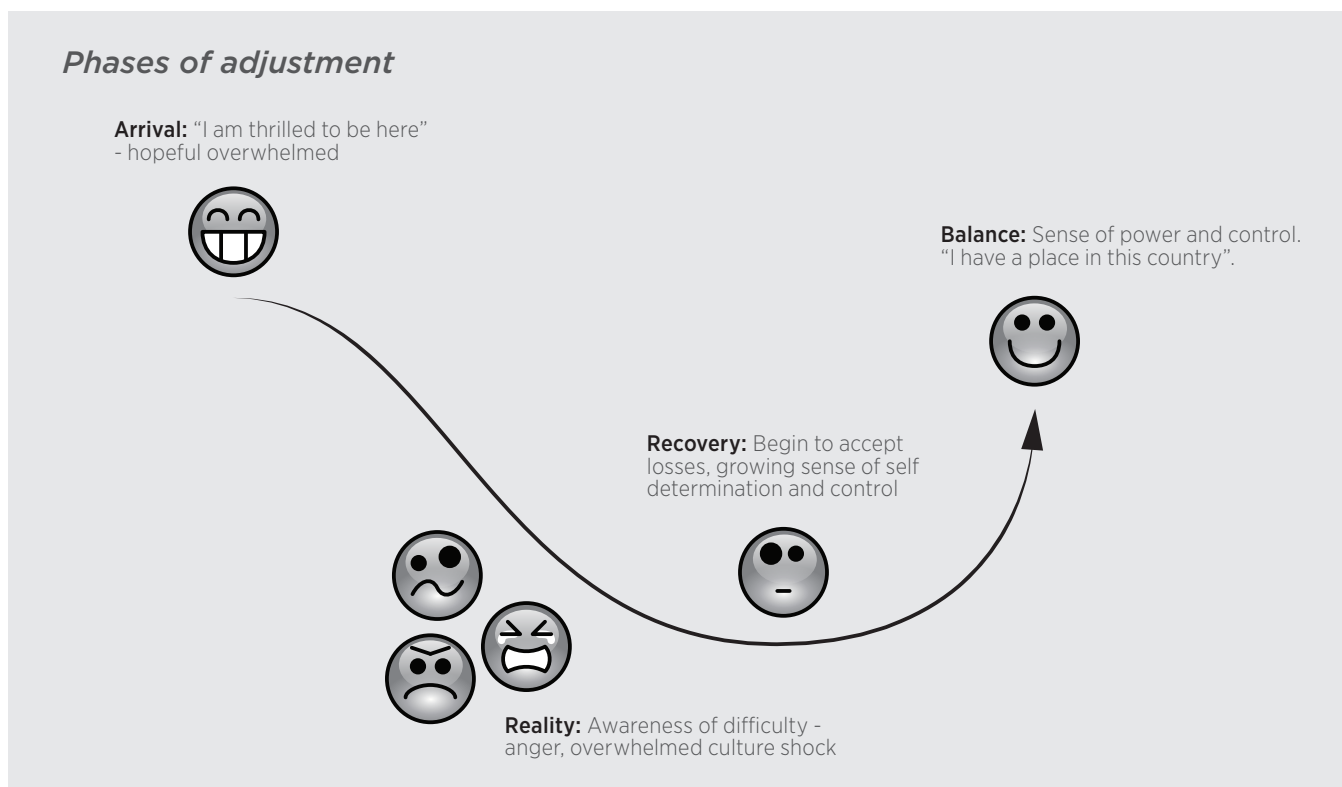 Phases of adjustment
Arrival: “I am thrilled to be here”
- hopeful overwhelmed
Balance: Sense of power and control.
“I have a place in this country”.
Recovery: Begin to accept
losses, growing sense of self
determination and control
Reality: Awareness of difficulty -
anger, overwhelmed culture shock